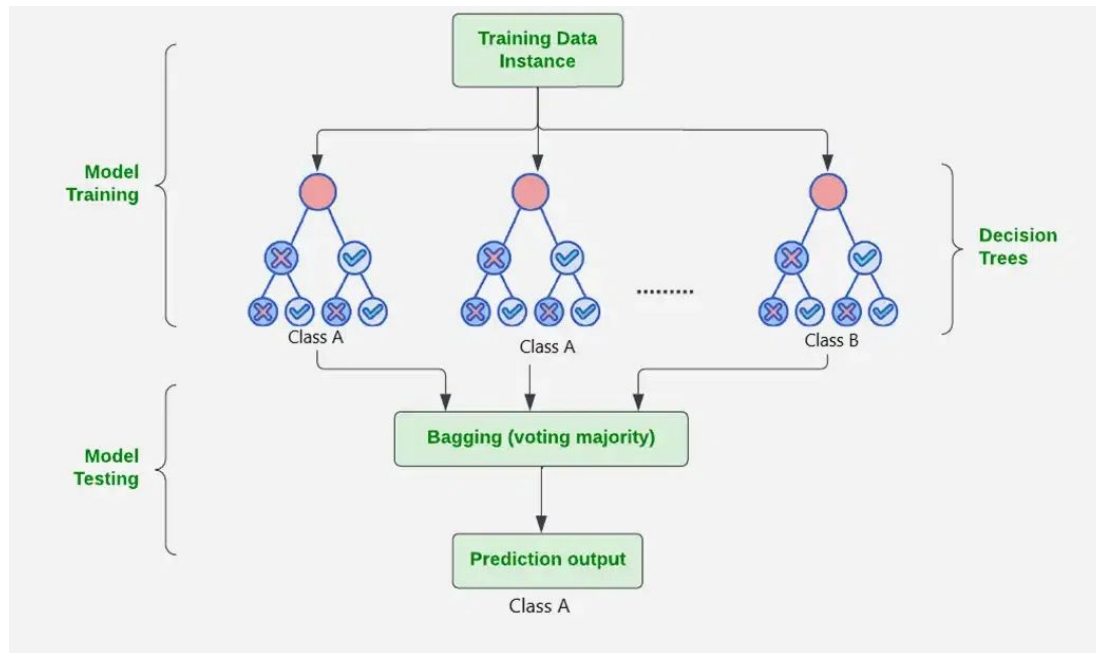 Training Data
Instance
Model
Training
Decision
Trees
.........
Class A
Class A
Class B
Bagging (voting majority)
Model
Testing
Prediction output
Class A